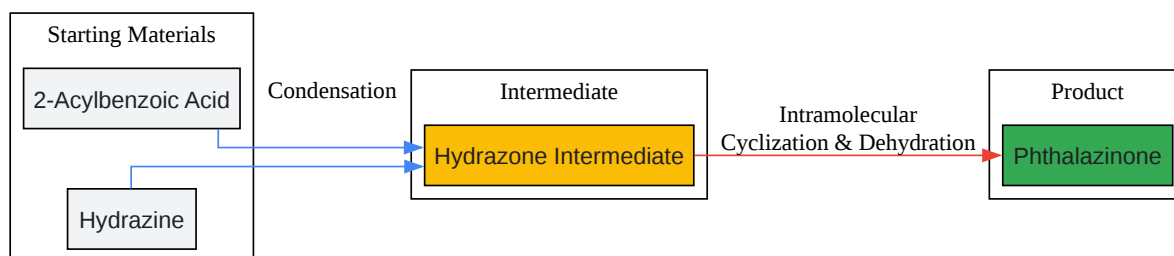 Starting Materials
2-Acylbenzoic Acid
Hydrazine
Condensation
Intermediate
Hydrazone Intermediate
Intramolecular
Cyclization & Dehydration
Product
Phthalazinone